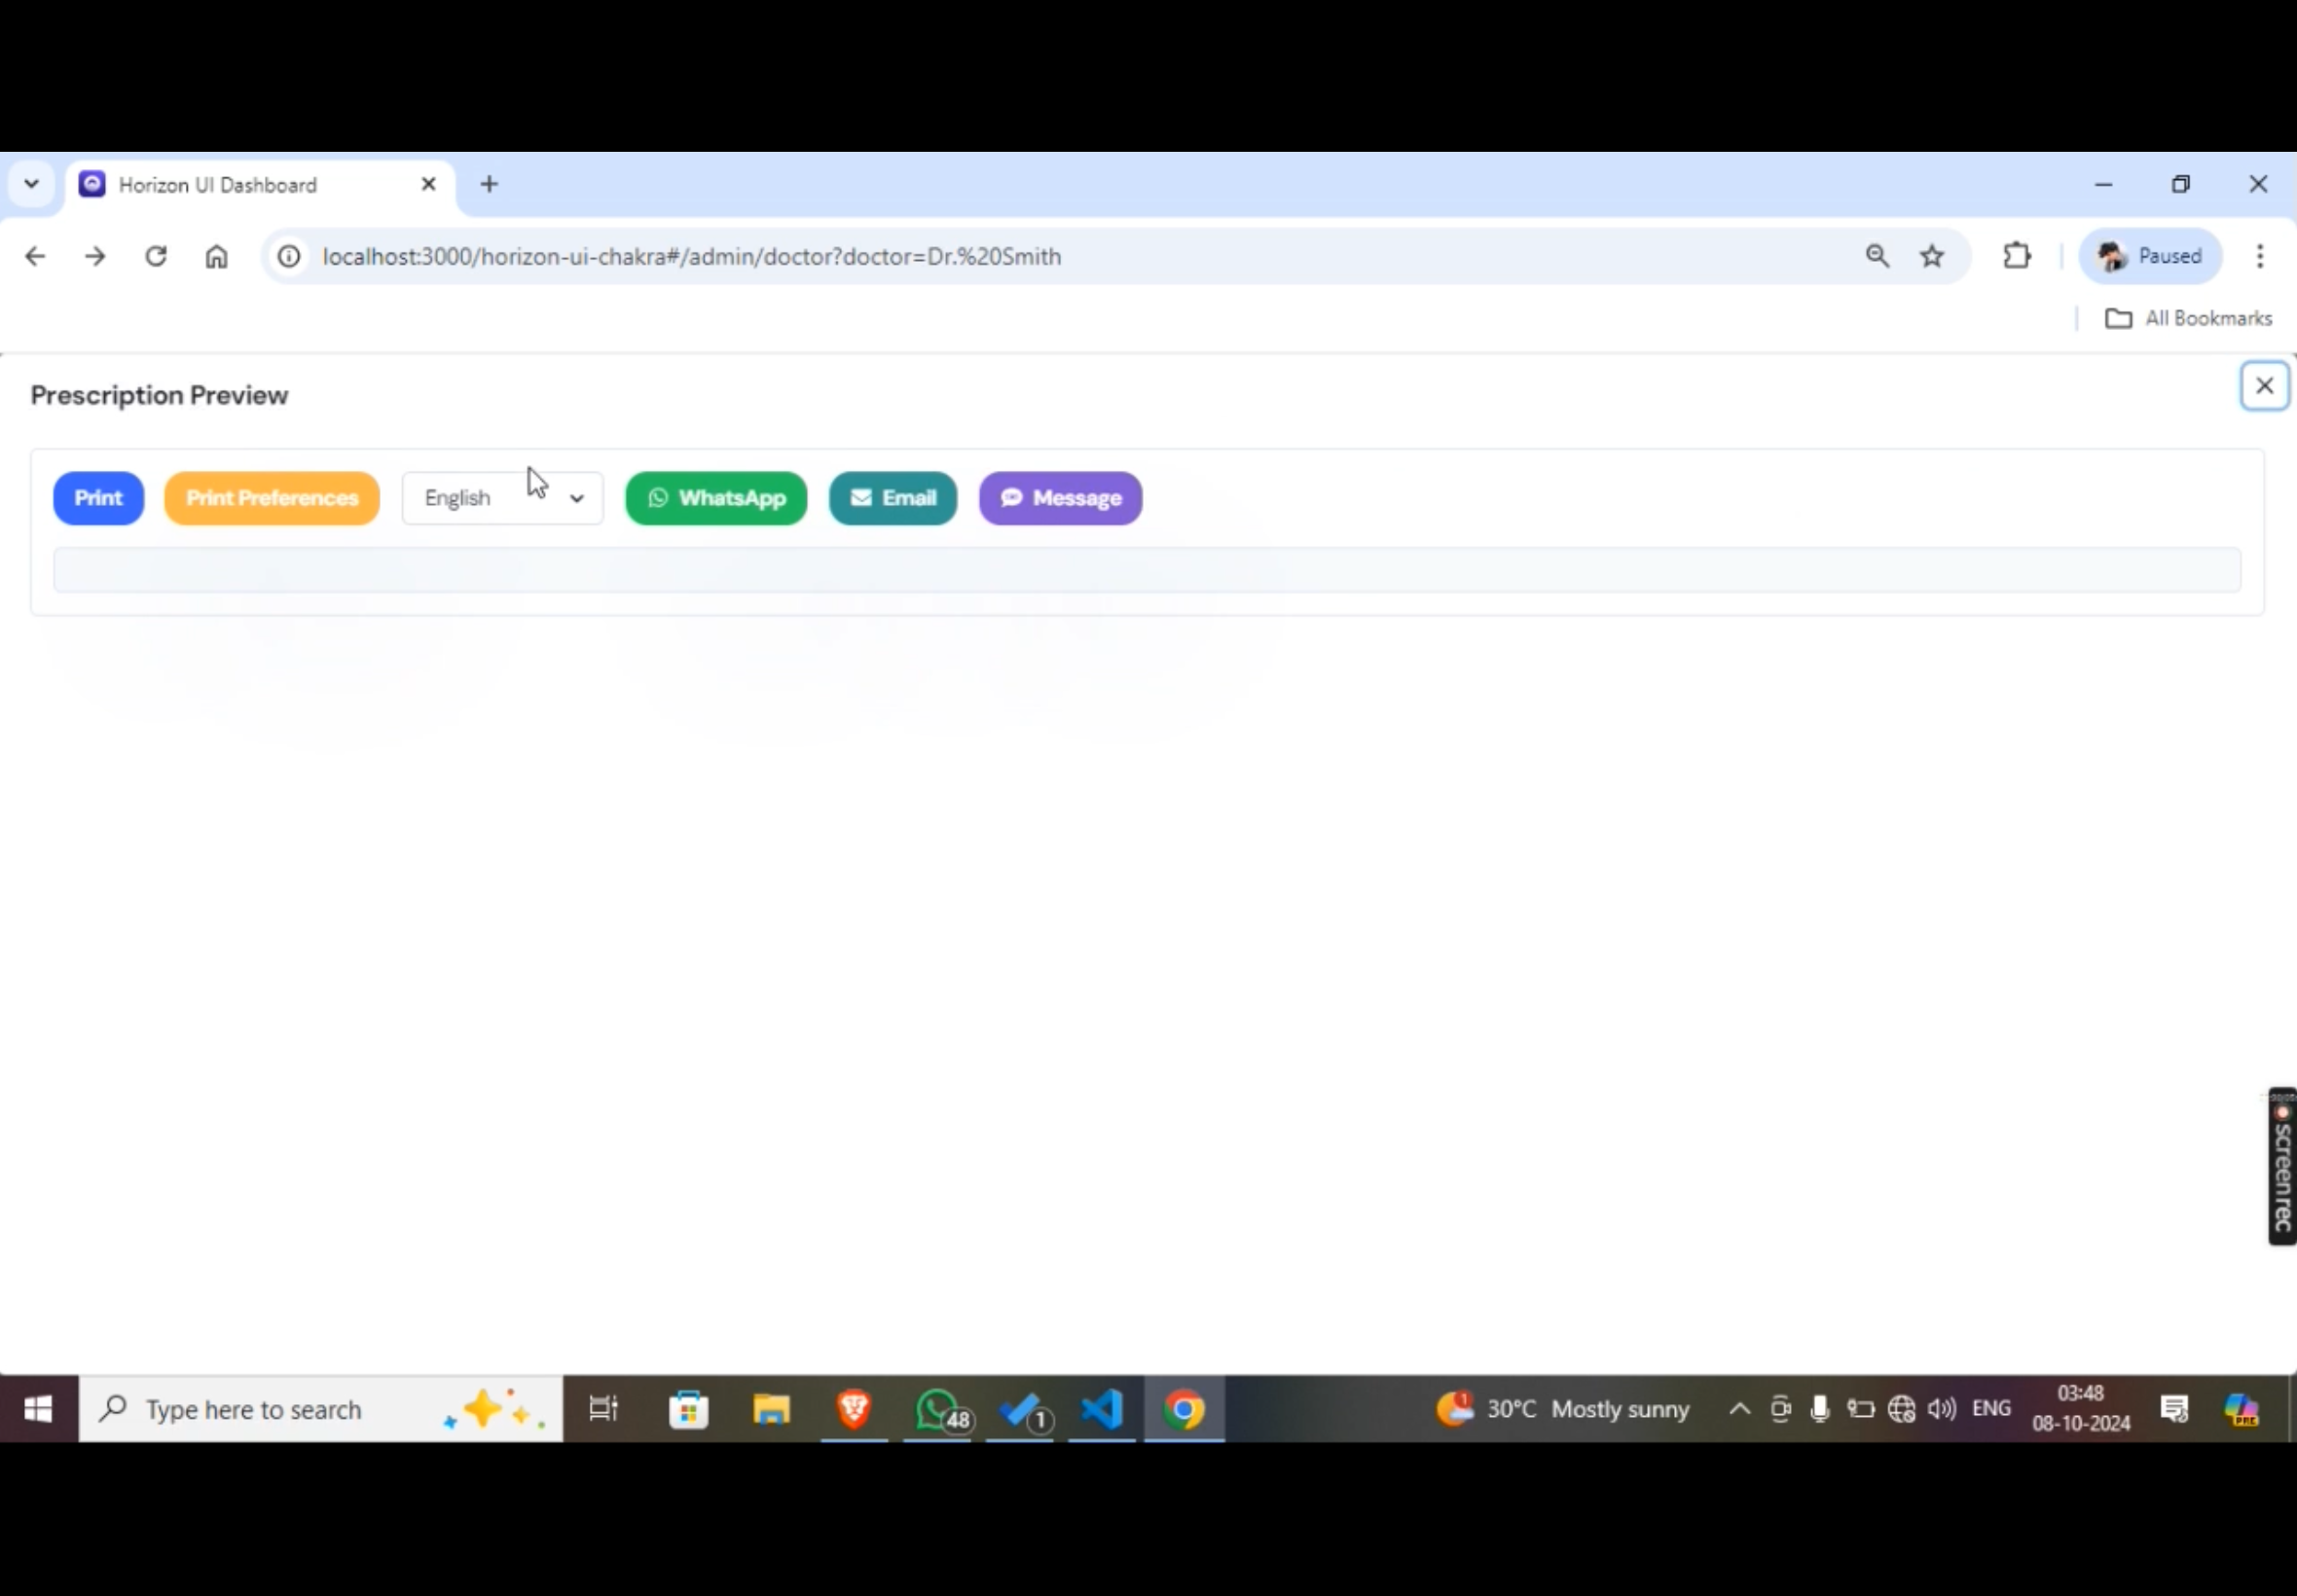 Horizon UI Dashboard
localhost:3000/horizon-ui-chakra#/admin/doctor?doctor=Dr.%20Smith
Paused
All Bookmarks
Prescription Preview
Print
Print Preferences
English
WhatsApp
Email
Message
screenrec
Type here to search
48
1
1
30°C Mostly sunny
ENG
03:48
08-10-2024
PRE